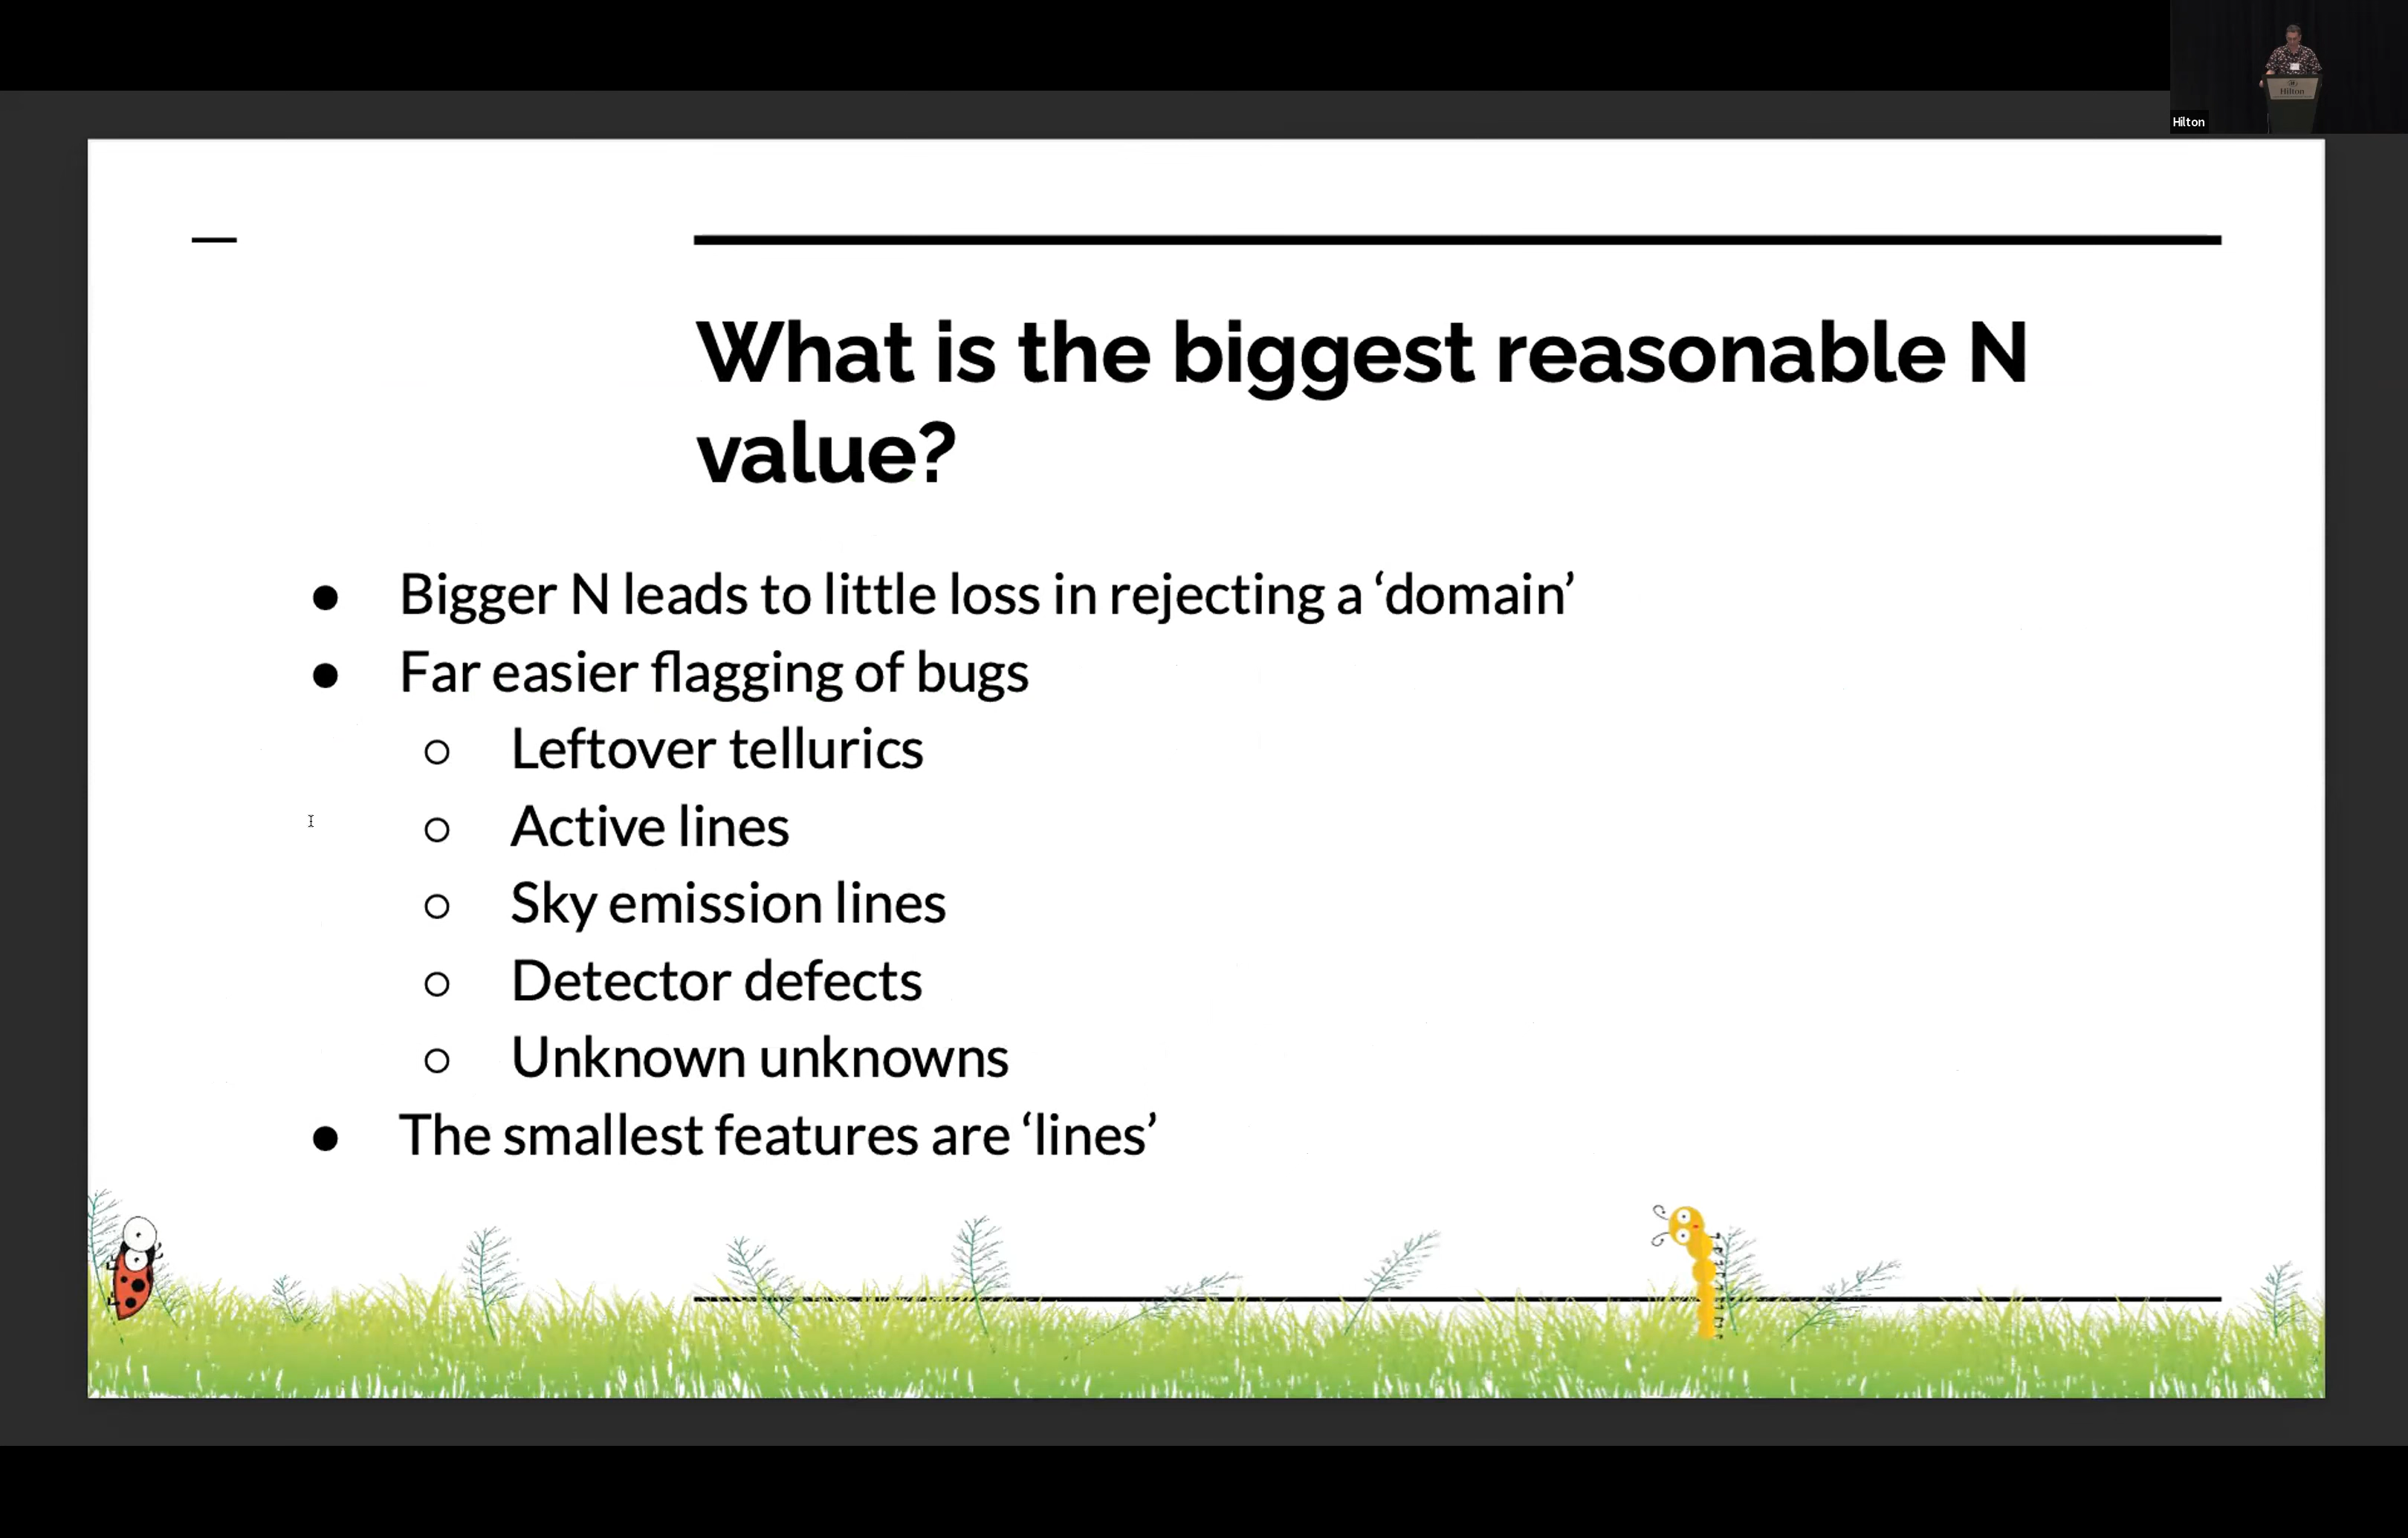 Hilton
Hilton
What is the biggest reasonable N
value?
● Bigger N leads to little loss in rejecting a ‘domain’
● Far easier flagging of bugs
○ Leftover tellurics
○ Active lines
○ Sky emission lines
○ Detector defects
○ Unknown unknowns
● The smallest features are ‘lines’